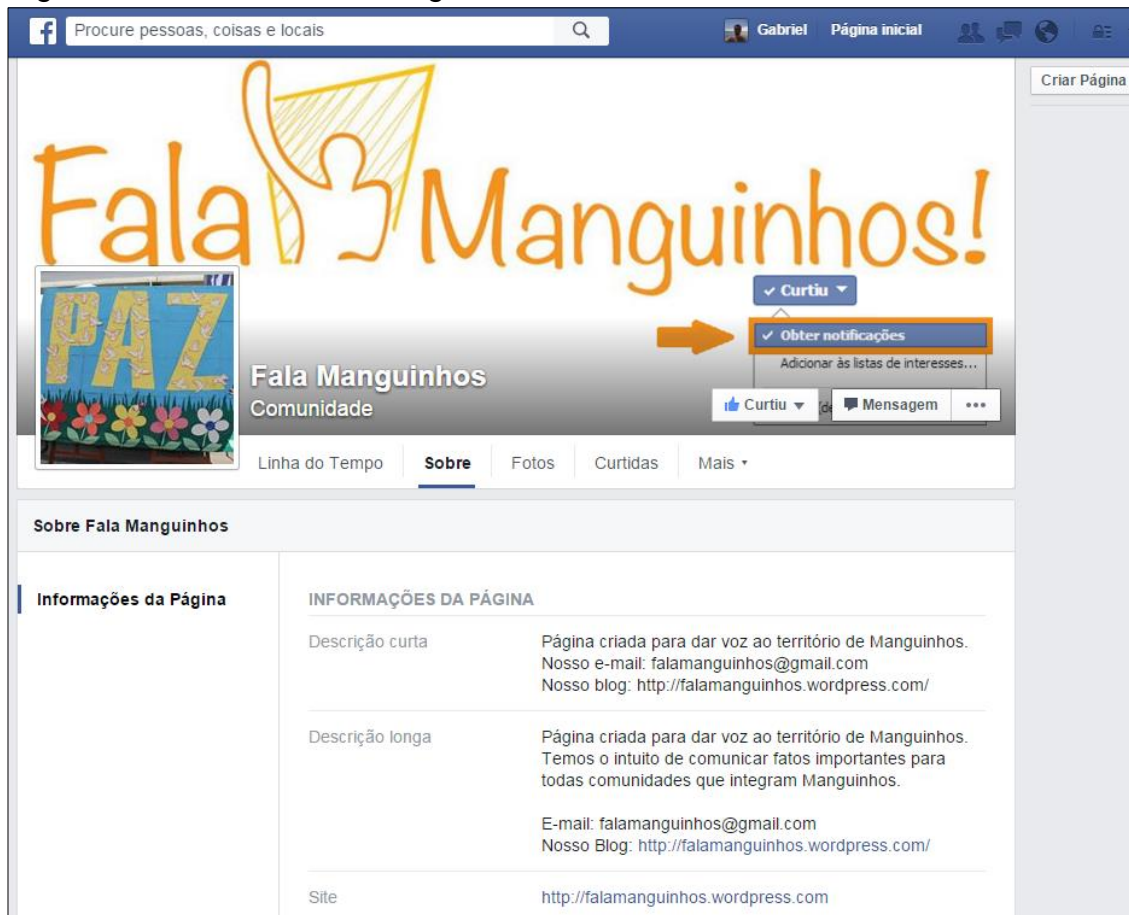 Procure pessoas, coisas e locais
Gabriel Página inicial
Criar Página
Fala Manguinhos!
PAZ
✓ Curtiu
✓ Obter notificações
Adicionar às listas de interesses...
Fala Manguinhos
Comunidade
Curtiu
Mensagem
Linha do Tempo Sobre Fotos Curtidas Mais
Sobre Fala Manguinhos
Informações da Página
INFORMAÇÕES DA PÁGINA
Descrição curta
Página criada para dar voz ao território de Manguinhos.
Nosso e-mail: falamanguinhos@gmail.com
Nosso blog: http://falamanguinhos.wordpress.com/
Descrição longa
Página criada para dar voz ao território de Manguinhos.
Temos o intuito de comunicar fatos importantes para
todas comunidades que integram Manguinhos.
E-mail: falamanguinhos@gmail.com
Nosso Blog: http://falamanguinhos.wordpress.com/
Site
http://falamanguinhos.wordpress.com